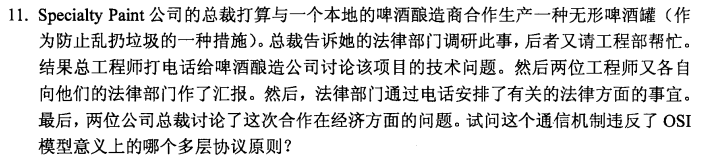 11. Specialty Paint 公司的总裁打算与一个本地的啤酒酿造商合作生产一种无形啤酒罐（作
为防止乱扔垃圾的一种措施）。总裁告诉她的法律部门调研此事，后者又请工程部帮忙。
结果总工程师打电话给啤酒酿造公司讨论该项目的技术问题。然后两位工程师又各自
向他们的法律部门作了汇报。然后，法律部门通过电话安排了有关的法律方面的事宜。
最后，两位公司总裁讨论了这次合作在经济方面的问题。试问这个通信机制违反了 OSI
模型意义上的哪个多层协议原则？